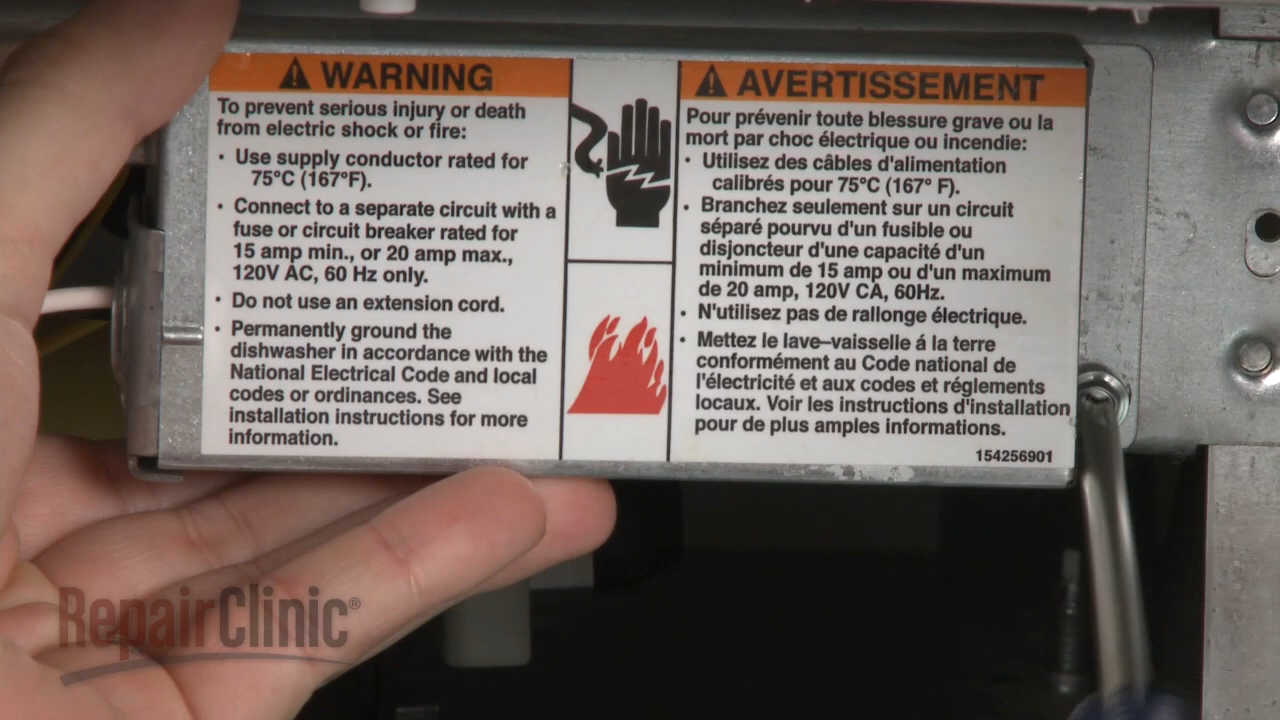 WARNING
To prevent serious injury or death
from electric shock or fire:
· Use supply conductor rated for
75°C (167°F).
· Connect to a separate circuit with a
fuse or circuit breaker rated for
15 amp min., or 20 amp max.,
120V AC, 60 Hz only.
· Do not use an extension cord.
· Permanently ground the
dishwasher in accordance with the
National Electrical Code and local
codes or ordinances. See
installation instructions for more
information.
AVERTISSEMENT
Pour prévenir toute blessure grave ou la
mort par choc électrique ou incendie:
· Utilisez des câbles d'alimentation
calibrés pour 75°C (167° F).
· Branchez seulement sur un circuit
séparé pourvu d'un fusible ou
disjoncteur d'une capacité d'un
minimum de 15 amp ou d'un maximum
de 20 amp, 120V CA, 60Hz.
· N'utilisez pas de rallonge électrique.
· Mettez le lave–vaisselle á la terre
conformément au Code national de
l'électricité et aux codes et réglements
locaux. Voir les instructions d'installation
pour de plus amples informations.
154256901
RepairClinic®